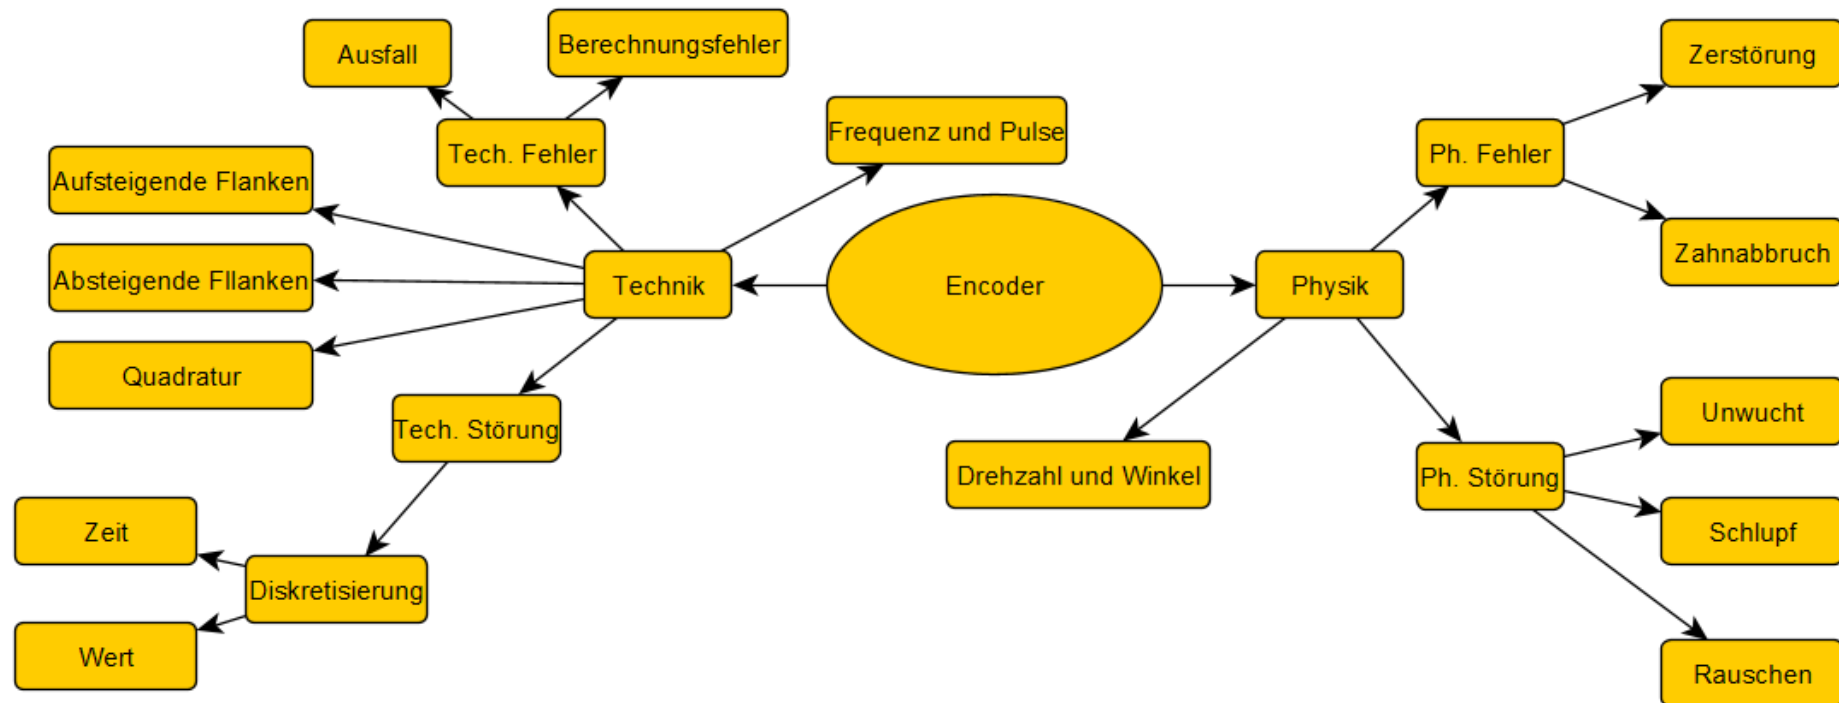 Ausfall
Berechnungsfehler
Zerstörung
Frequenz und Pulse
Tech. Fehler
Ph. Fehler
Aufsteigende Flanken
Zahnabbruch
Absteigende Fllanken
Technik
Encoder
Physik
Quadratur
Unwucht
Tech. Störung
Drehzahl und Winkel
Ph. Störung
Zeit
Schlupf
Diskretisierung
Wert
Rauschen